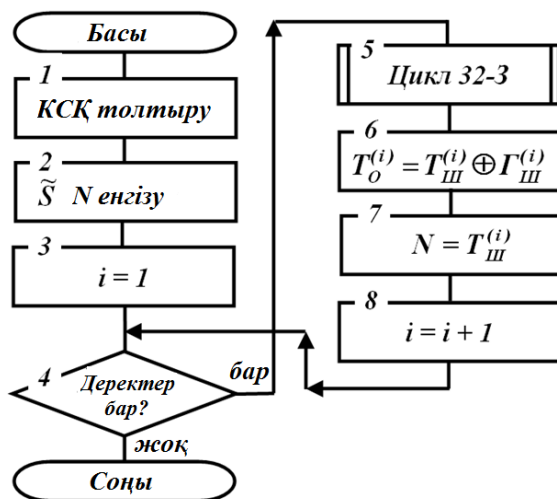 Басы
1
КСҚ толтыру
2
S̃ N енгізу
3
i = 1
4
Деректер
бар?
бар
жоқ
Соңы
5
Цикл 32-З
6
T_O^(i) = T_Ш^(i) ⊕ Г_Ш^(i)
7
N = T_Ш^(i)
8
i = i + 1